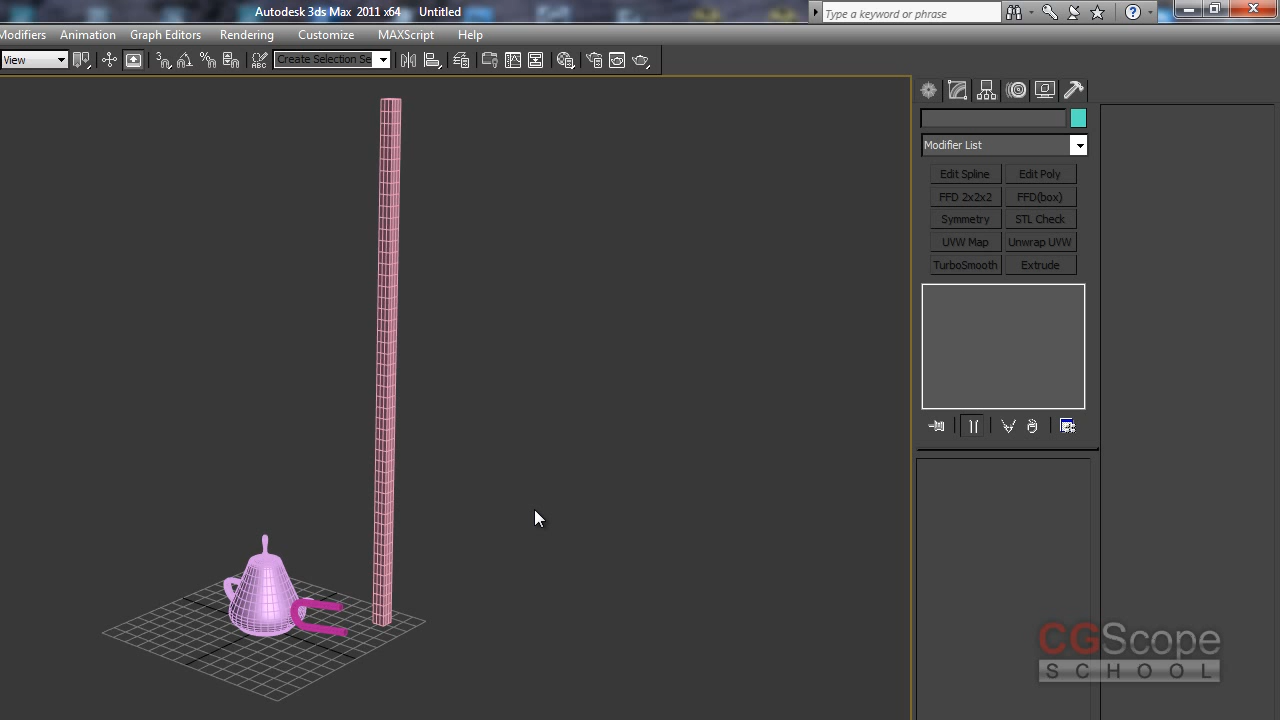 Autodesk 3ds Max 2011 x64 Untitled
Type a keyword or phrase
Modifiers Animation Graph Editors Rendering Customize MAXScript Help
View
Create Selection Se
Modifier List
Edit Spline Edit Poly
FFD 2x2x2 FFD(box)
Symmetry STL Check
UVW Map Unwrap UVW
TurboSmooth Extrude
CGScope
SCHOOL